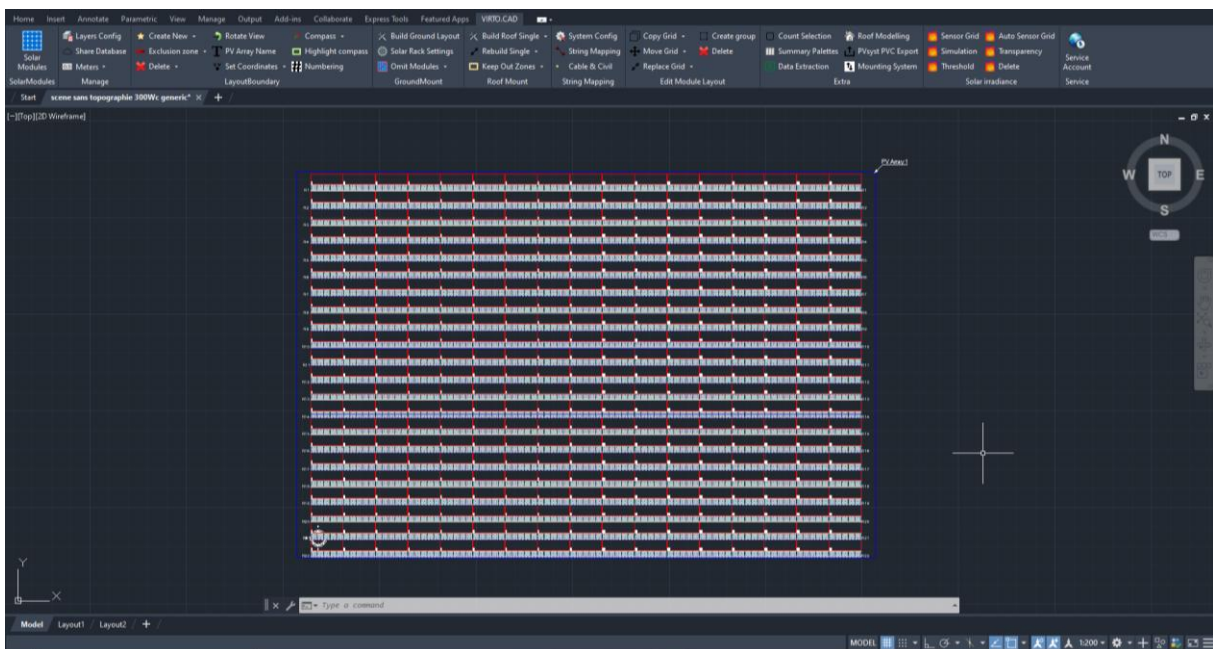 Home Insert Annotate Parametric View Manage Output Add-ins Collaborate Express Tools Featured Apps VIRTO.CAD
Layers Config Create New Rotate View Compass Build Ground Layout Build Roof Single System Config Copy Grid Create group Count Selection Roof Modelling Sensor Grid Auto Sensor Grid
Solar Modules Share Database Exclusion zone PV Array Name Highlight compass Solar Rack Settings Rebuild Single String Mapping Move Grid Delete Summary Palettes PVsyst PVC Export Simulation Transparency Service Account
Meters Delete Set Coordinates Numbering Omit Modules Keep Out Zones Cable & Civil Replace Grid Data Extraction Mounting System Threshold Delete
SolarModules Manage LayoutBoundary GroundMount Roof Mount String Mapping Edit Module Layout Extra Solar irradiance Service
Start scene sans topographie 300Wc generic* +
[-][Top][2D Wireframe]
N
PV Array:1
W TOP E
S
WCS
Y
X
Type a command
Model Layout1 Layout2 +
MODEL 1:200